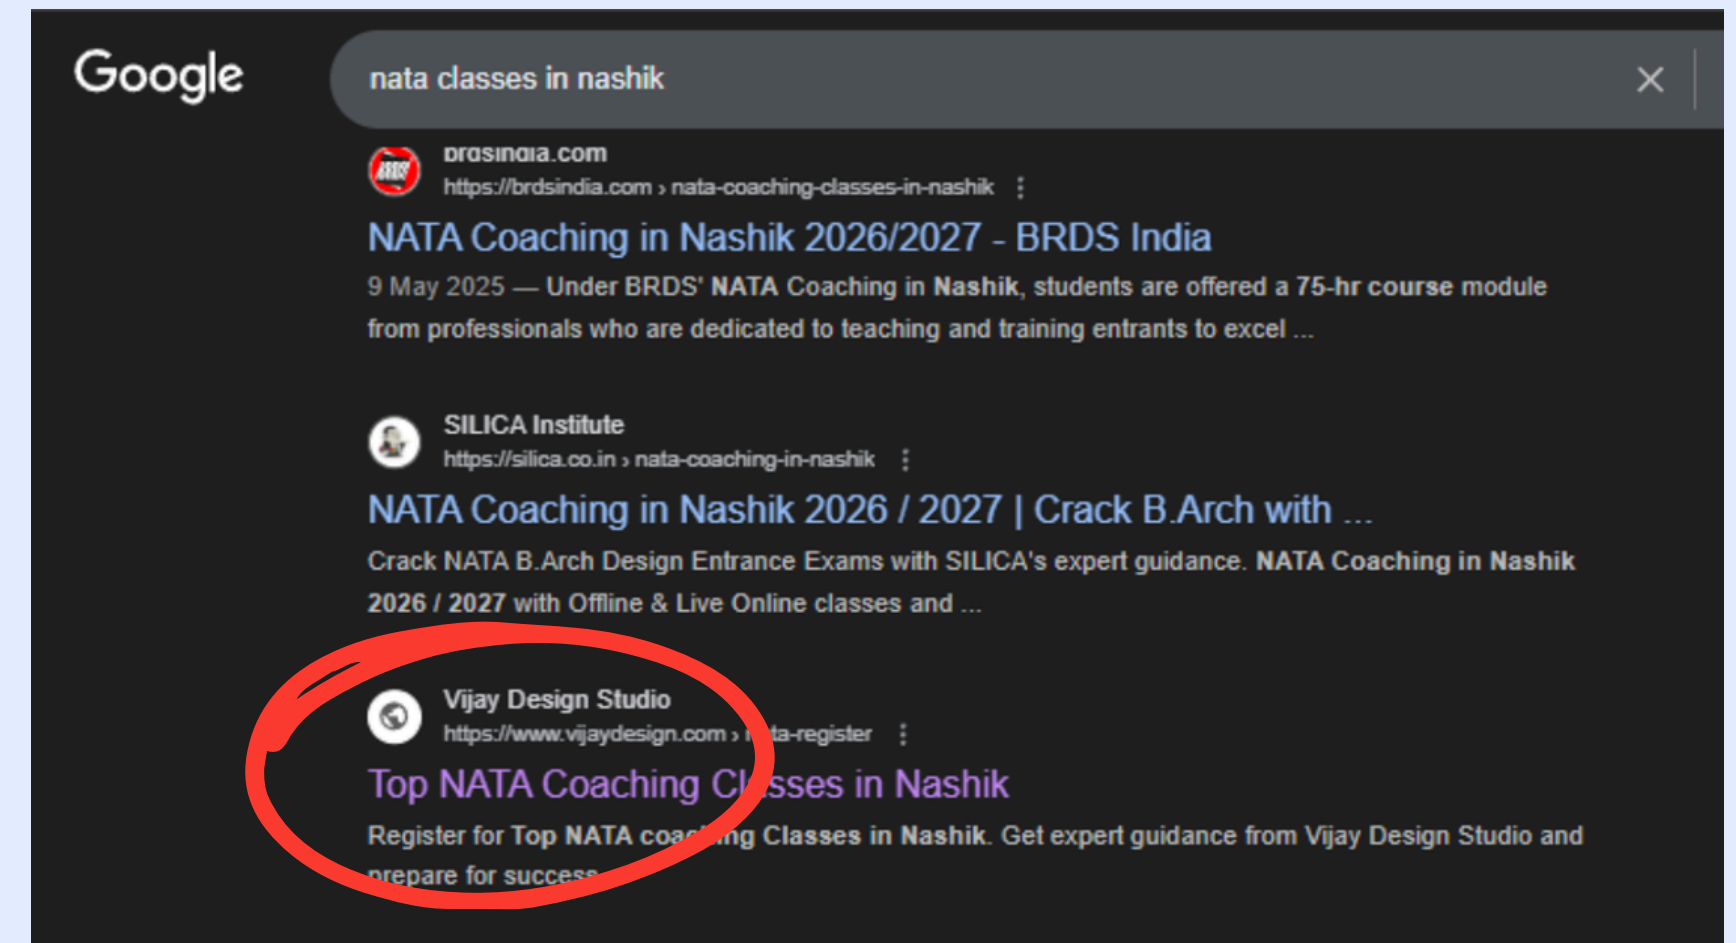 Google
nata classes in nashik
brdsindia.com
https://brdsindia.com › nata-coaching-classes-in-nashik
NATA Coaching in Nashik 2026/2027 - BRDS India
9 May 2025 — Under BRDS' NATA Coaching in Nashik, students are offered a 75-hr course module
from professionals who are dedicated to teaching and training entrants to excel ...
SILICA Institute
https://silica.co.in › nata-coaching-in-nashik
NATA Coaching in Nashik 2026 / 2027 | Crack B.Arch with ...
Crack NATA B.Arch Design Entrance Exams with SILICA's expert guidance. NATA Coaching in Nashik
2026 / 2027 with Offline & Live Online classes and ...
Vijay Design Studio
https://www.vijaydesign.com › nata-register
Top NATA Coaching Classes in Nashik
Register for Top NATA coaching Classes in Nashik. Get expert guidance from Vijay Design Studio and
prepare for success